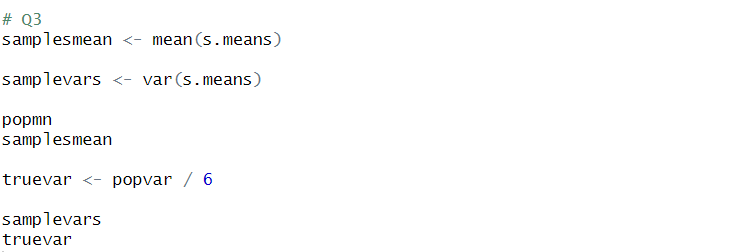 # Q3
samplesmean <- mean(s.means)
samplevars <- var(s.means)
popmn
samplesmean
truevar <- popvar / 6
samplevars
truevar